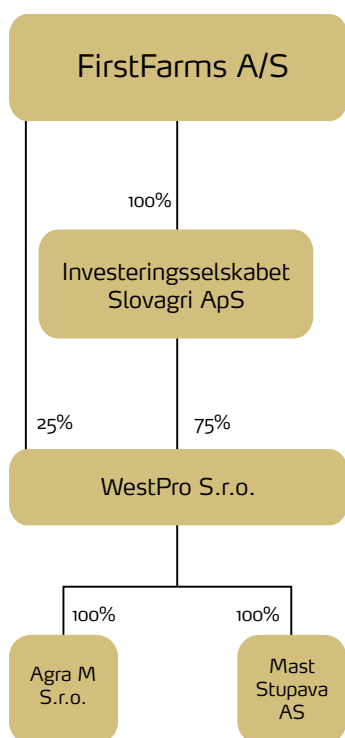 FirstFarms A/S
100%
Investeringsselskabet
Slovagri ApS
25%
75%
WestPro S.r.o.
100%
100%
Agra M
S.r.o.
Mast
Stupava
AS